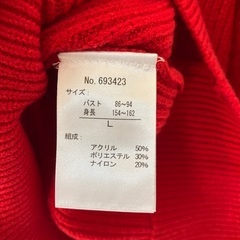 No. 693423
サイズ：
バスト 86～94
身長 154～162
L
組成：
アクリル 50%
ポリエステル 30%
ナイロン 20%